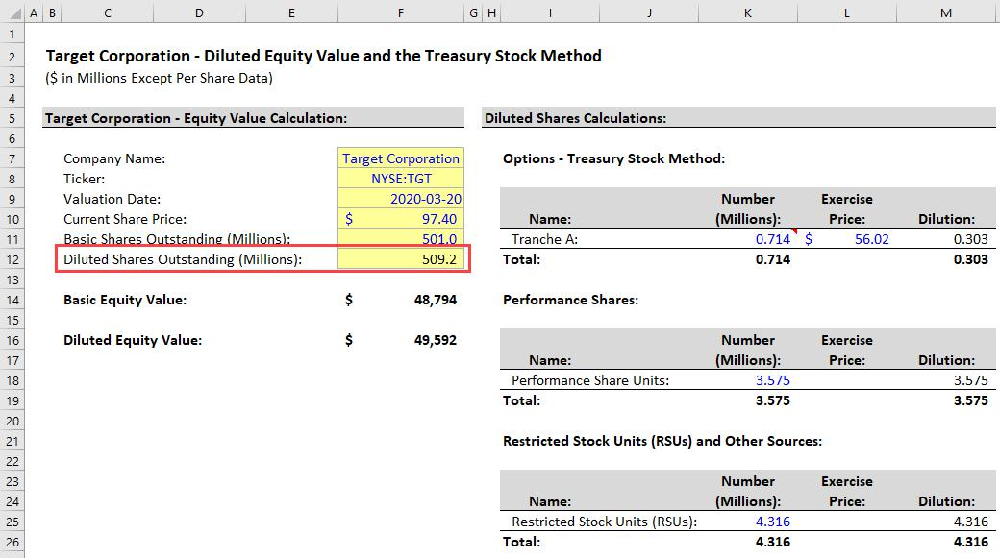 A B C D E F G H I J K L M
1
2 Target Corporation - Diluted Equity Value and the Treasury Stock Method
3 ($ in Millions Except Per Share Data)
4
5 Target Corporation - Equity Value Calculation: Diluted Shares Calculations:
6
7 Company Name: Target Corporation Options - Treasury Stock Method:
8 Ticker: NYSE:TGT
9 Valuation Date: 2020-03-20 Number Exercise
10 Current Share Price: $ 97.40 Name: (Millions): Price: Dilution:
11 Basic Shares Outstanding (Millions): 501.0 Tranche A: 0.714 $ 56.02 0.303
12 Diluted Shares Outstanding (Millions): 509.2 Total: 0.714 0.303
13
14 Basic Equity Value: $ 48,794 Performance Shares:
15
16 Diluted Equity Value: $ 49,592 Number Exercise
17 Name: (Millions): Price: Dilution:
18 Performance Share Units: 3.575 3.575
19 Total: 3.575 3.575
20
21 Restricted Stock Units (RSUs) and Other Sources:
22
23 Number Exercise
24 Name: (Millions): Price: Dilution:
25 Restricted Stock Units (RSUs): 4.316 4.316
26 Total: 4.316 4.316